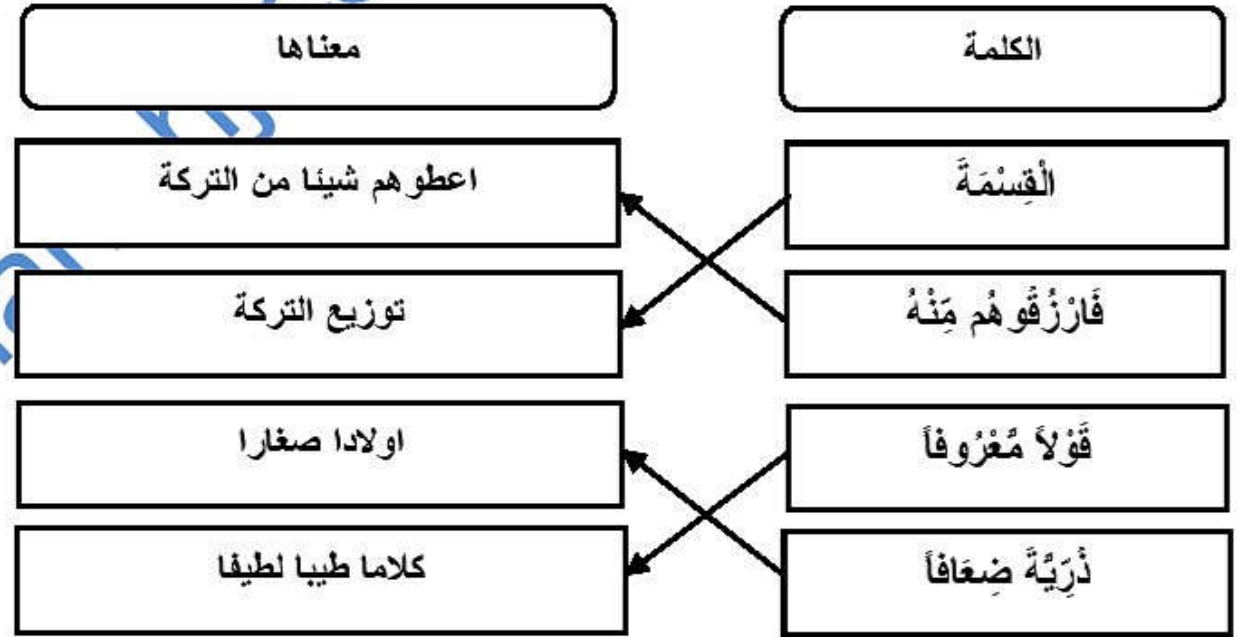 الكلمة
معناها
الْقِسْمَةَ
اعطوهم شيئا من التركة
فَارْزُقُوهُم مِّنْهُ
توزيع التركة
قَوْلاً مَّعْرُوفاً
اولادا صغارا
ذُرِّيَّةً ضِعَافاً
كلاما طيبا لطيفا